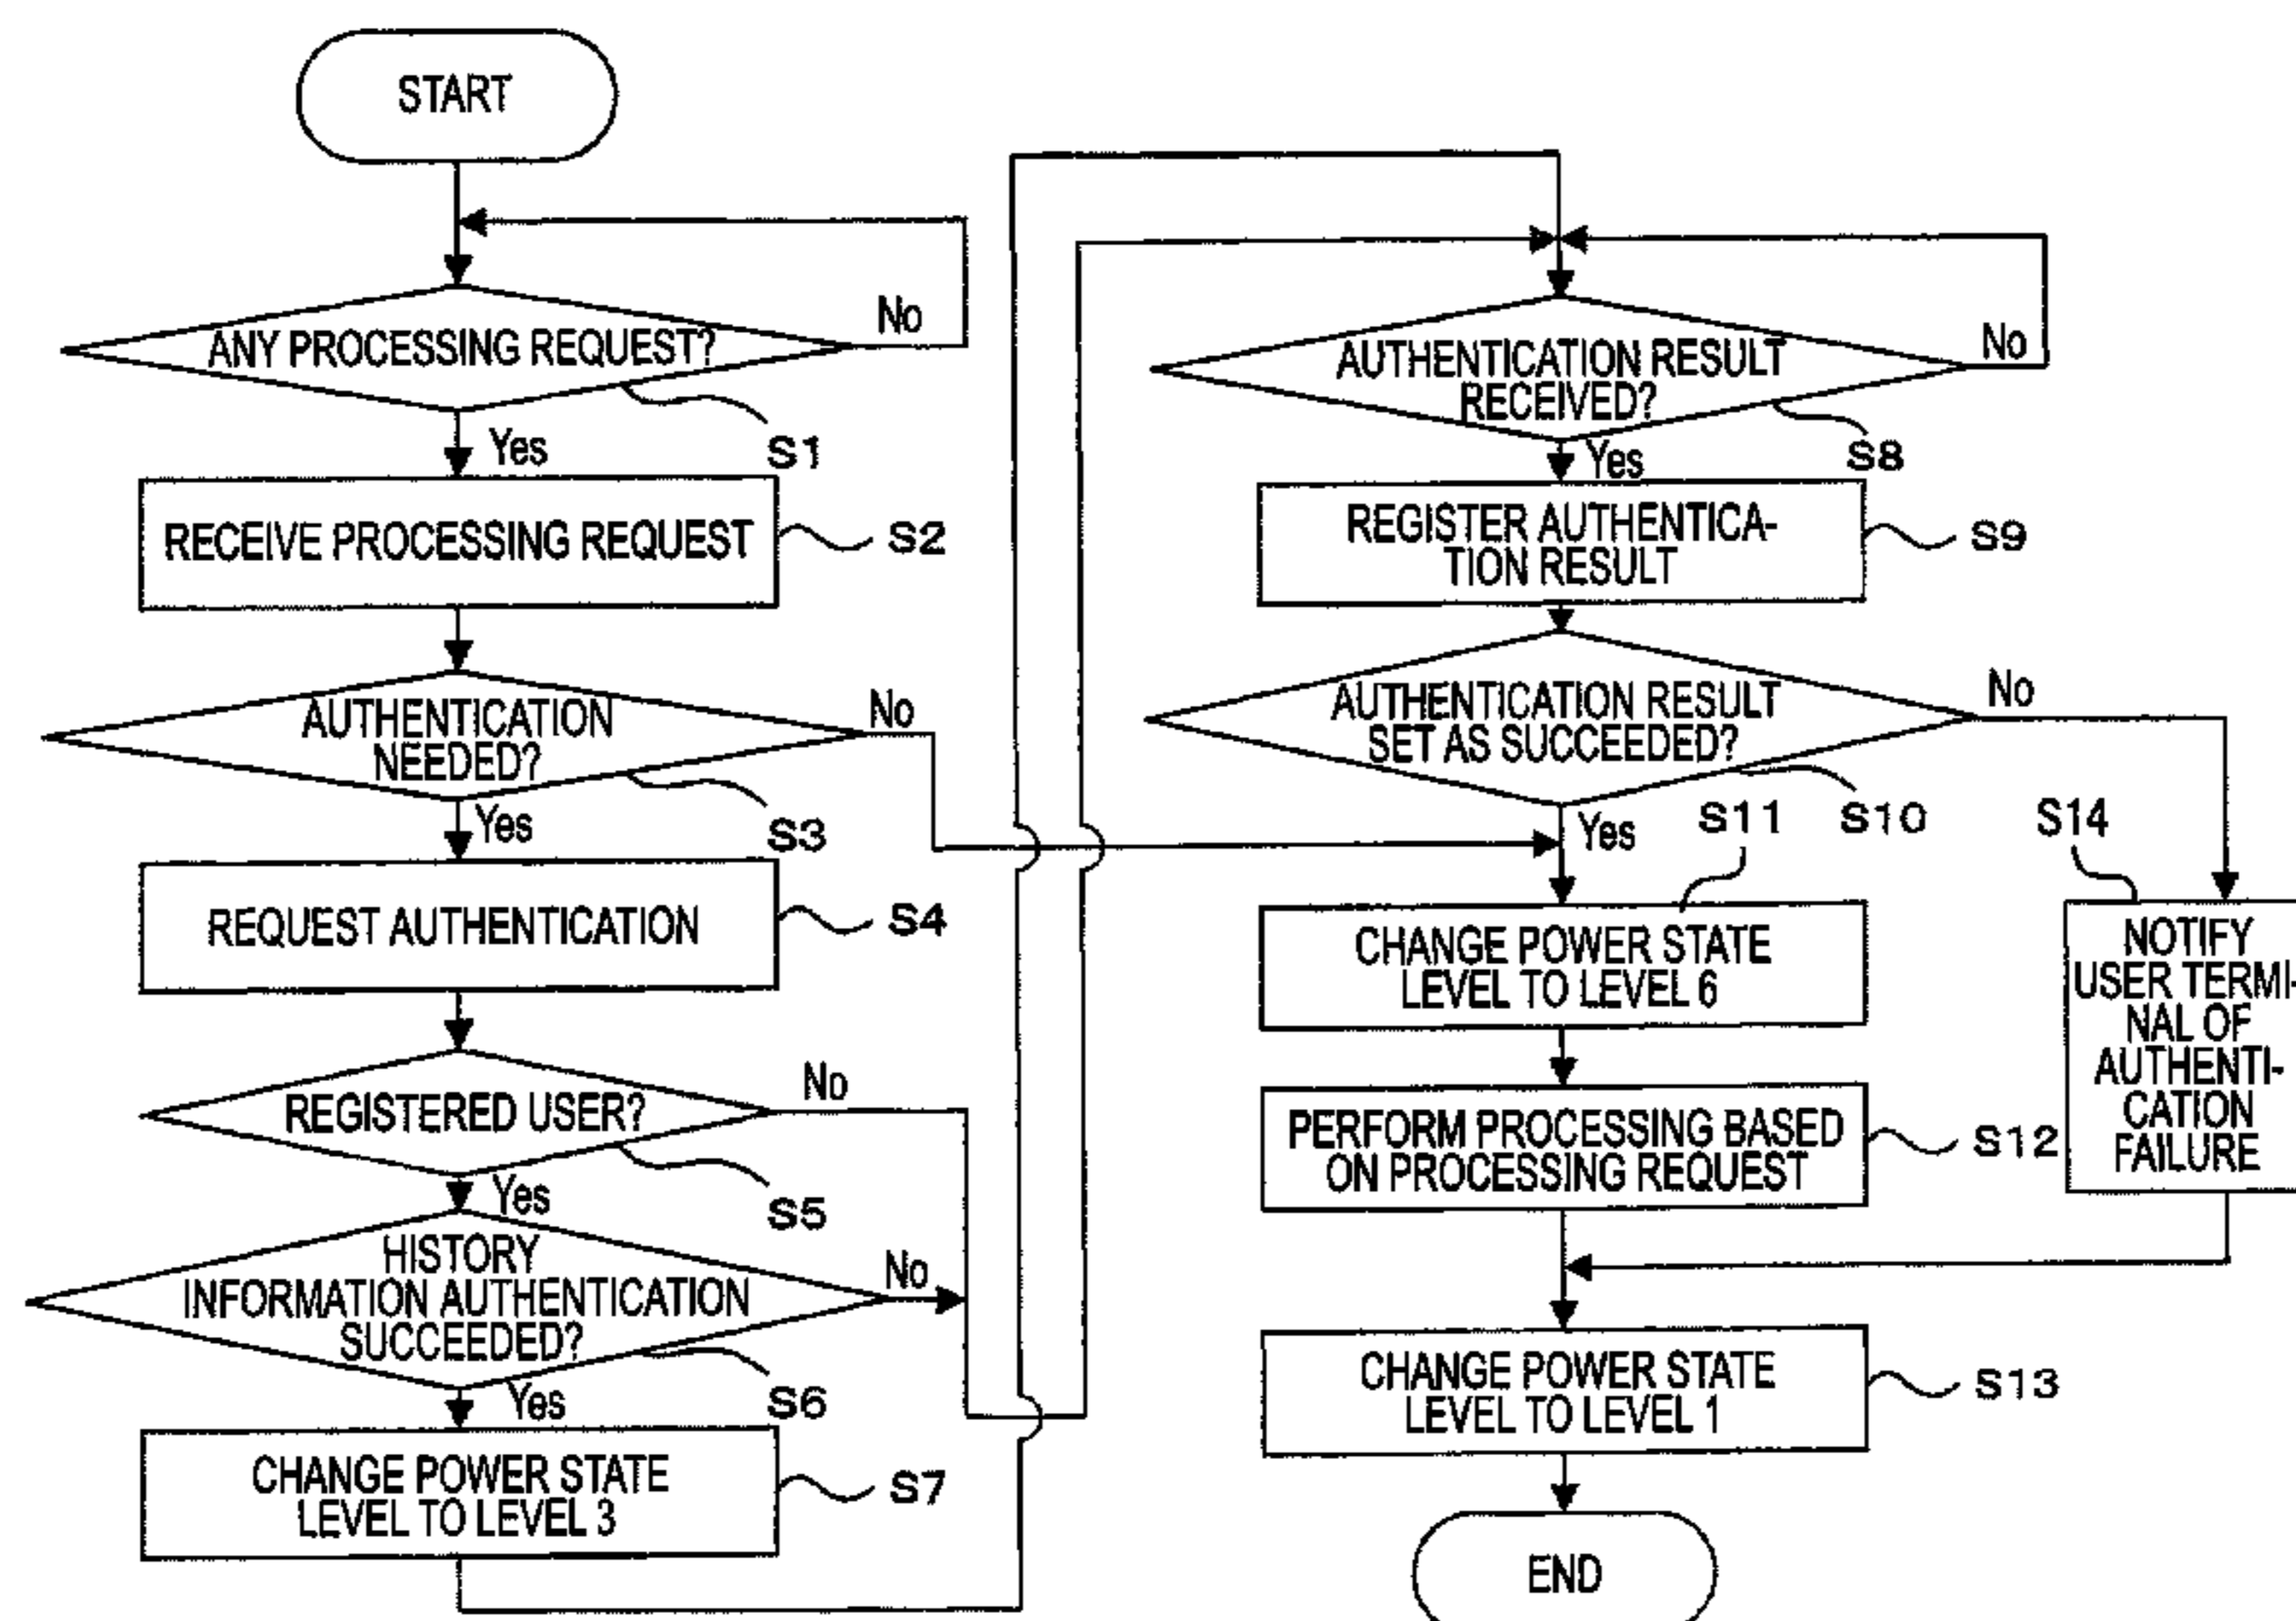 START
ANY PROCESSING REQUEST?
No
S1
Yes
RECEIVE PROCESSING REQUEST
S2
AUTHENTICATION
NEEDED?
No
S3
Yes
REQUEST AUTHENTICATION
S4
REGISTERED USER?
No
S5
Yes
HISTORY
INFORMATION AUTHENTICATION
SUCCEEDED?
No
S6
Yes
CHANGE POWER STATE
LEVEL TO LEVEL 3
S7
AUTHENTICATION RESULT
RECEIVED?
No
S8
Yes
REGISTER AUTHENTICA-
TION RESULT
S9
AUTHENTICATION RESULT
SET AS SUCCEEDED?
No
S10
Yes
S11
CHANGE POWER STATE
LEVEL TO LEVEL 6
PERFORM PROCESSING BASED
ON PROCESSING REQUEST
S12
S14
NOTIFY
USER TERMI-
NAL OF
AUTHENTI-
CATION
FAILURE
CHANGE POWER STATE
LEVEL TO LEVEL 1
S13
END